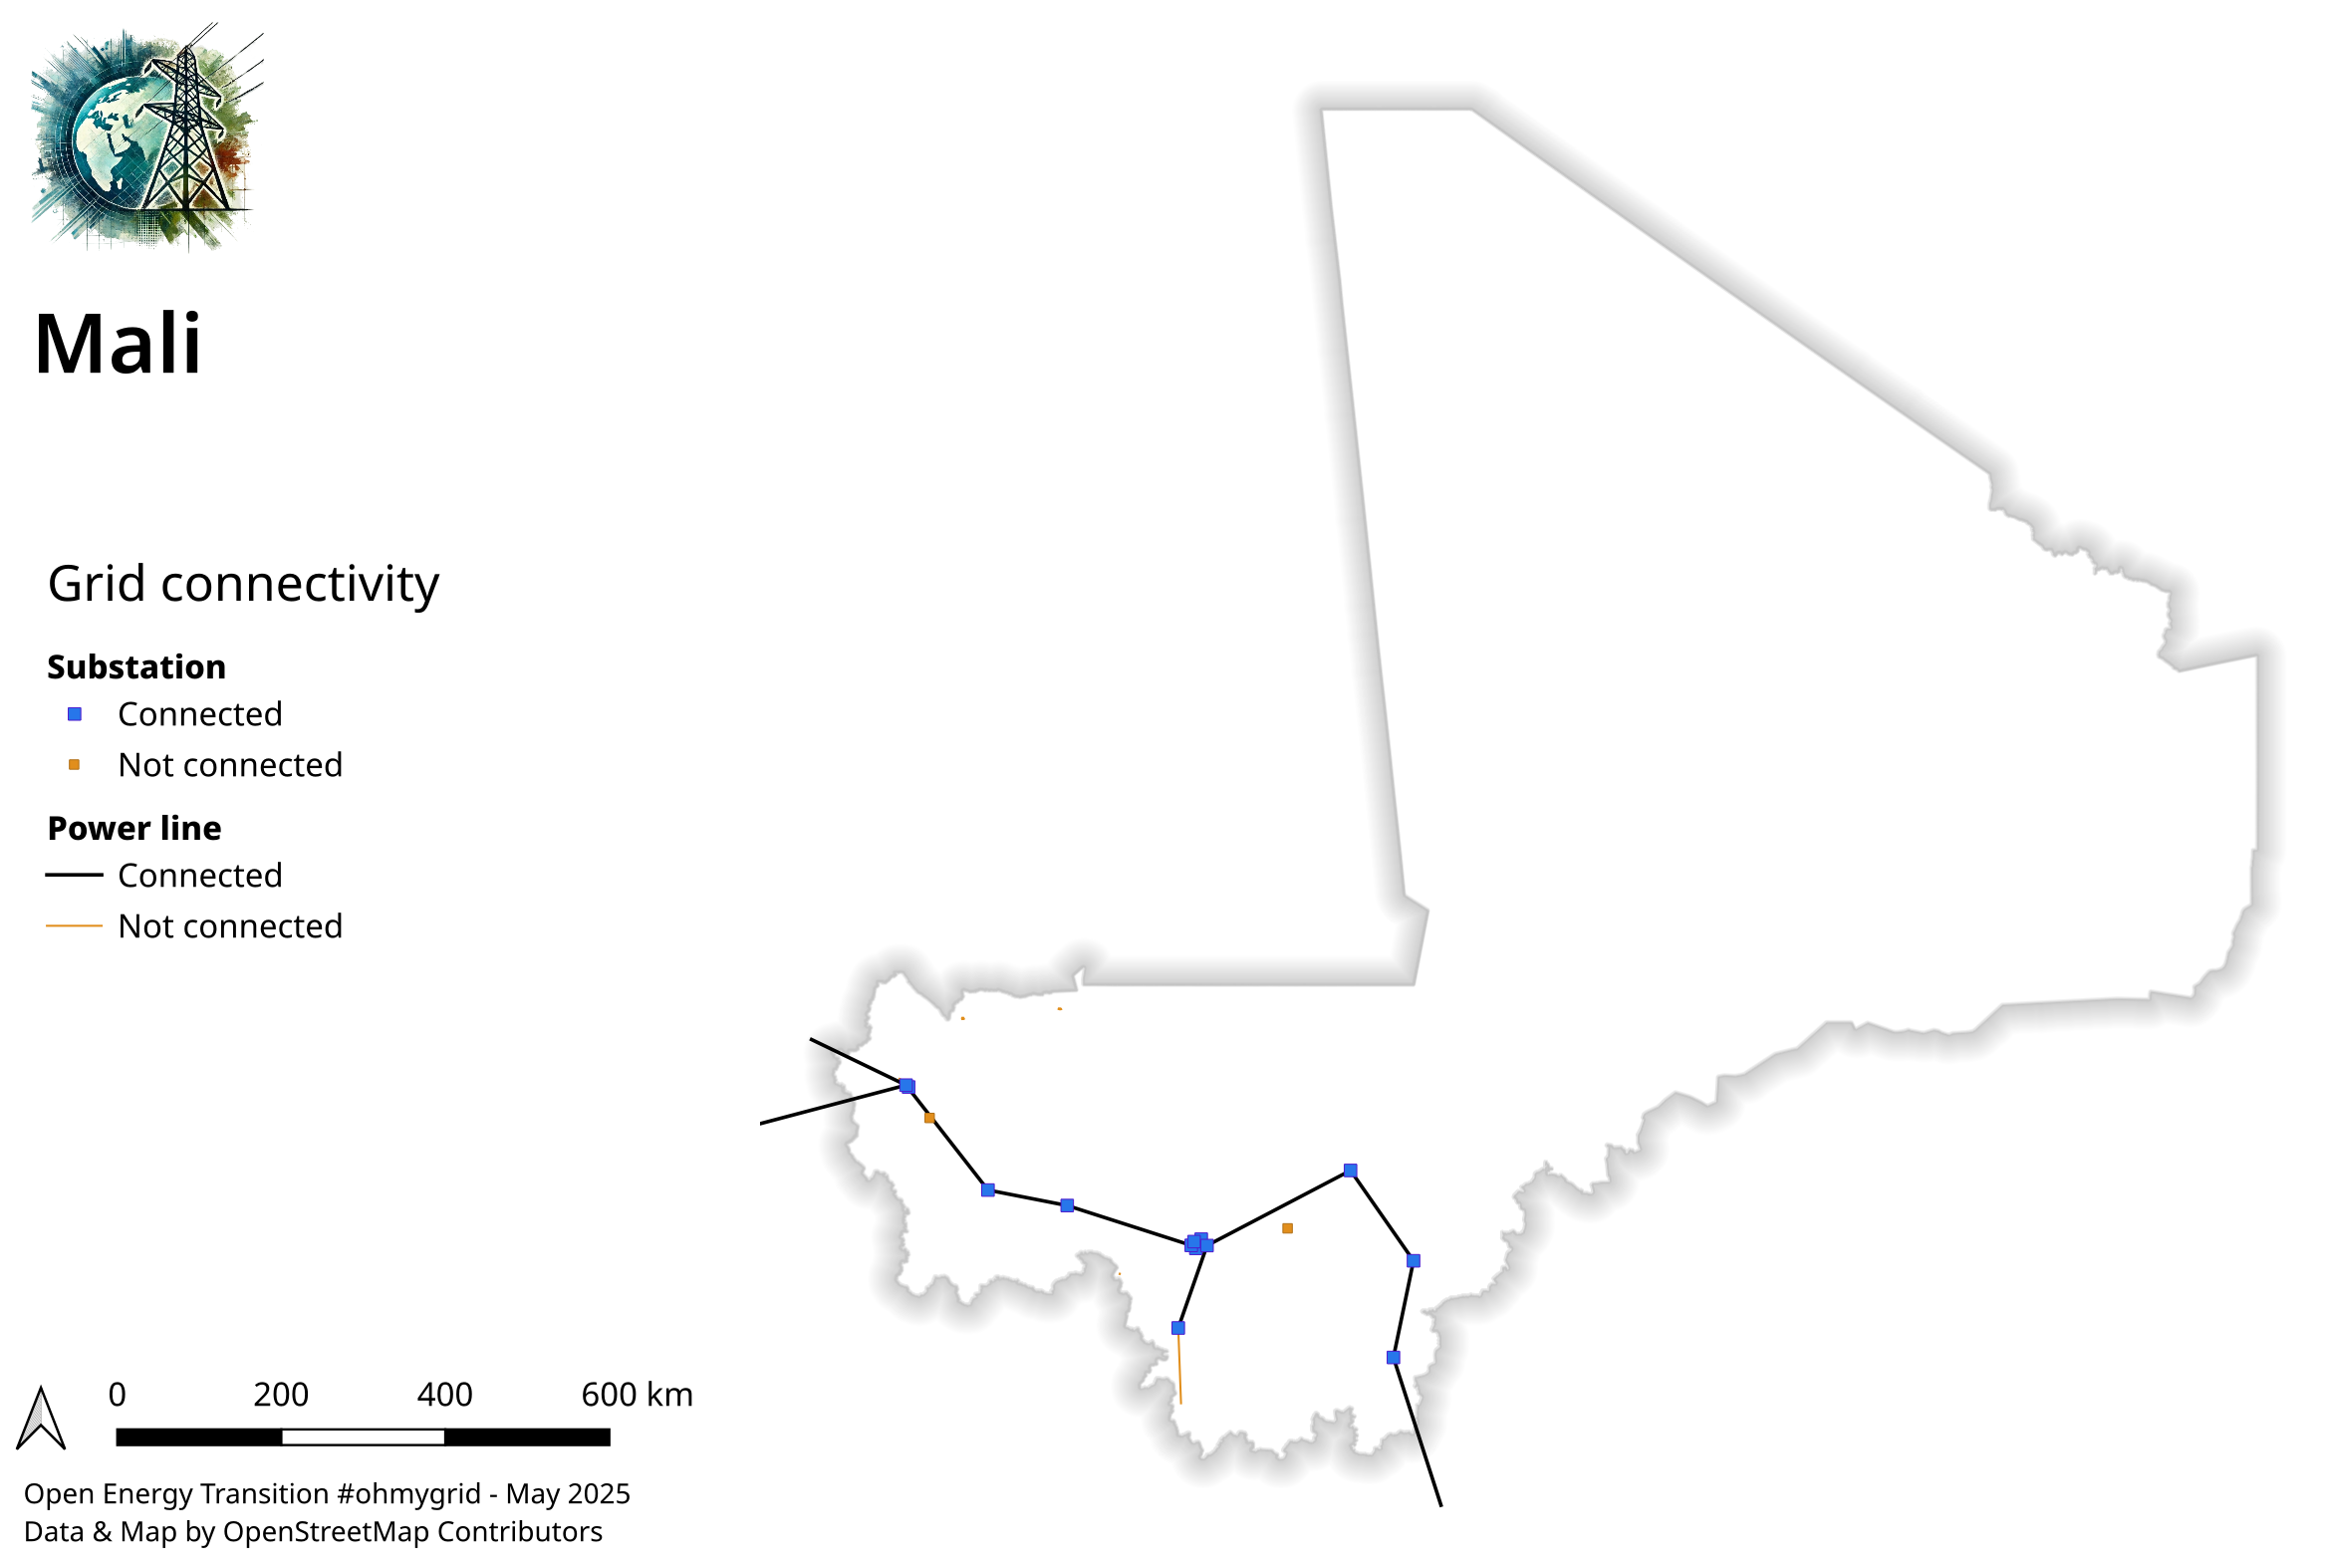 Mali
Grid connectivity
Substation
Connected
Not connected
Power line
Connected
Not connected
0 200 400 600 km
Open Energy Transition #ohmygrid - May 2025
Data & Map by OpenStreetMap Contributors